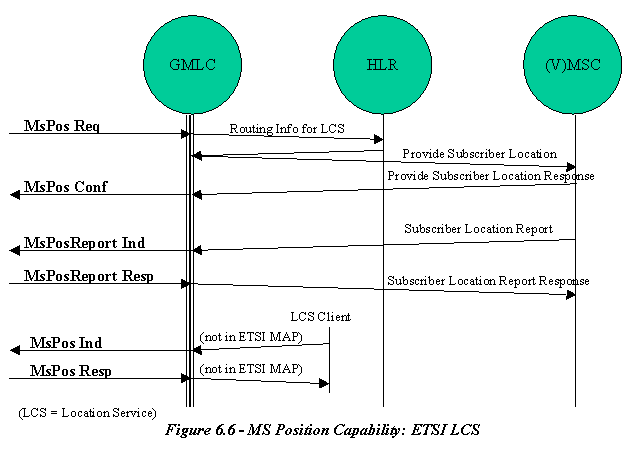 GMLC HLR (V)MSC
MsPos Req
Routing Info for LCS
Provide Subscriber Location
Provide Subscriber Location Response
MsPos Conf
Subscriber Location Report
MsPosReport Ind
MsPosReport Resp
Subscriber Location Report Response
LCS Client
MsPos Ind (not in ETSI MAP)
MsPos Resp (not in ETSI MAP)
(LCS = Location Service)
Figure 6.6 - MS Position Capability: ETSI LCS